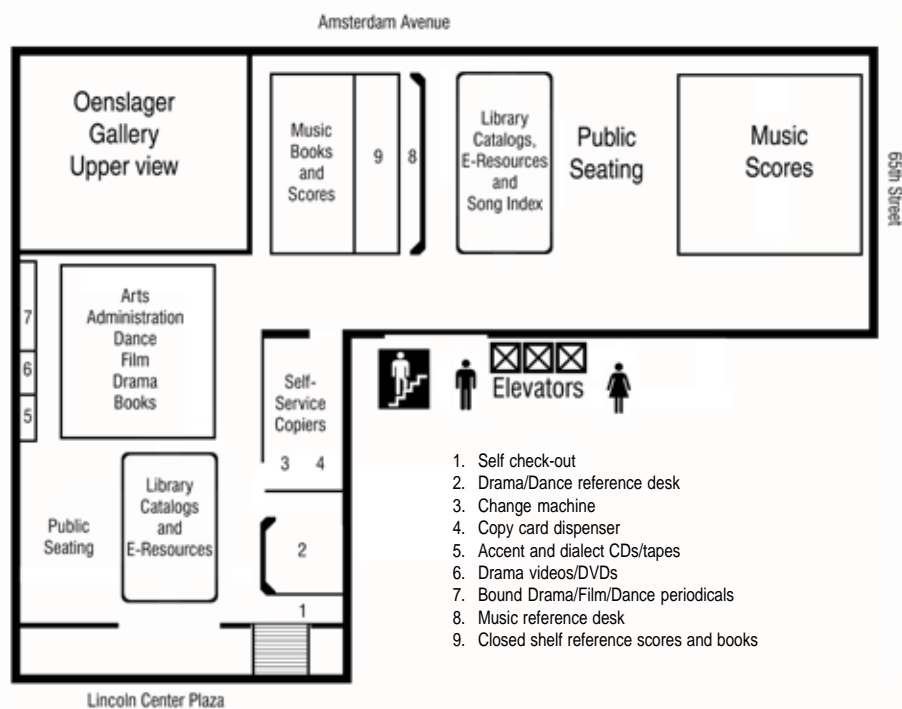 Amsterdam Avenue
Oenslager
Gallery
Upper view
Music
Books
and
Scores
9
8
Library
Catalogs,
E-Resources
and
Song Index
Public
Seating
Music
Scores
65th Street
7
6
5
Arts
Administration
Dance
Film
Drama
Books
Self-
Service
Copiers
3 4
Elevators
Library
Catalogs
and
E-Resources
Public
Seating
2
1
1. Self check-out
2. Drama/Dance reference desk
3. Change machine
4. Copy card dispenser
5. Accent and dialect CDs/tapes
6. Drama videos/DVDs
7. Bound Drama/Film/Dance periodicals
8. Music reference desk
9. Closed shelf reference scores and books
Lincoln Center Plaza